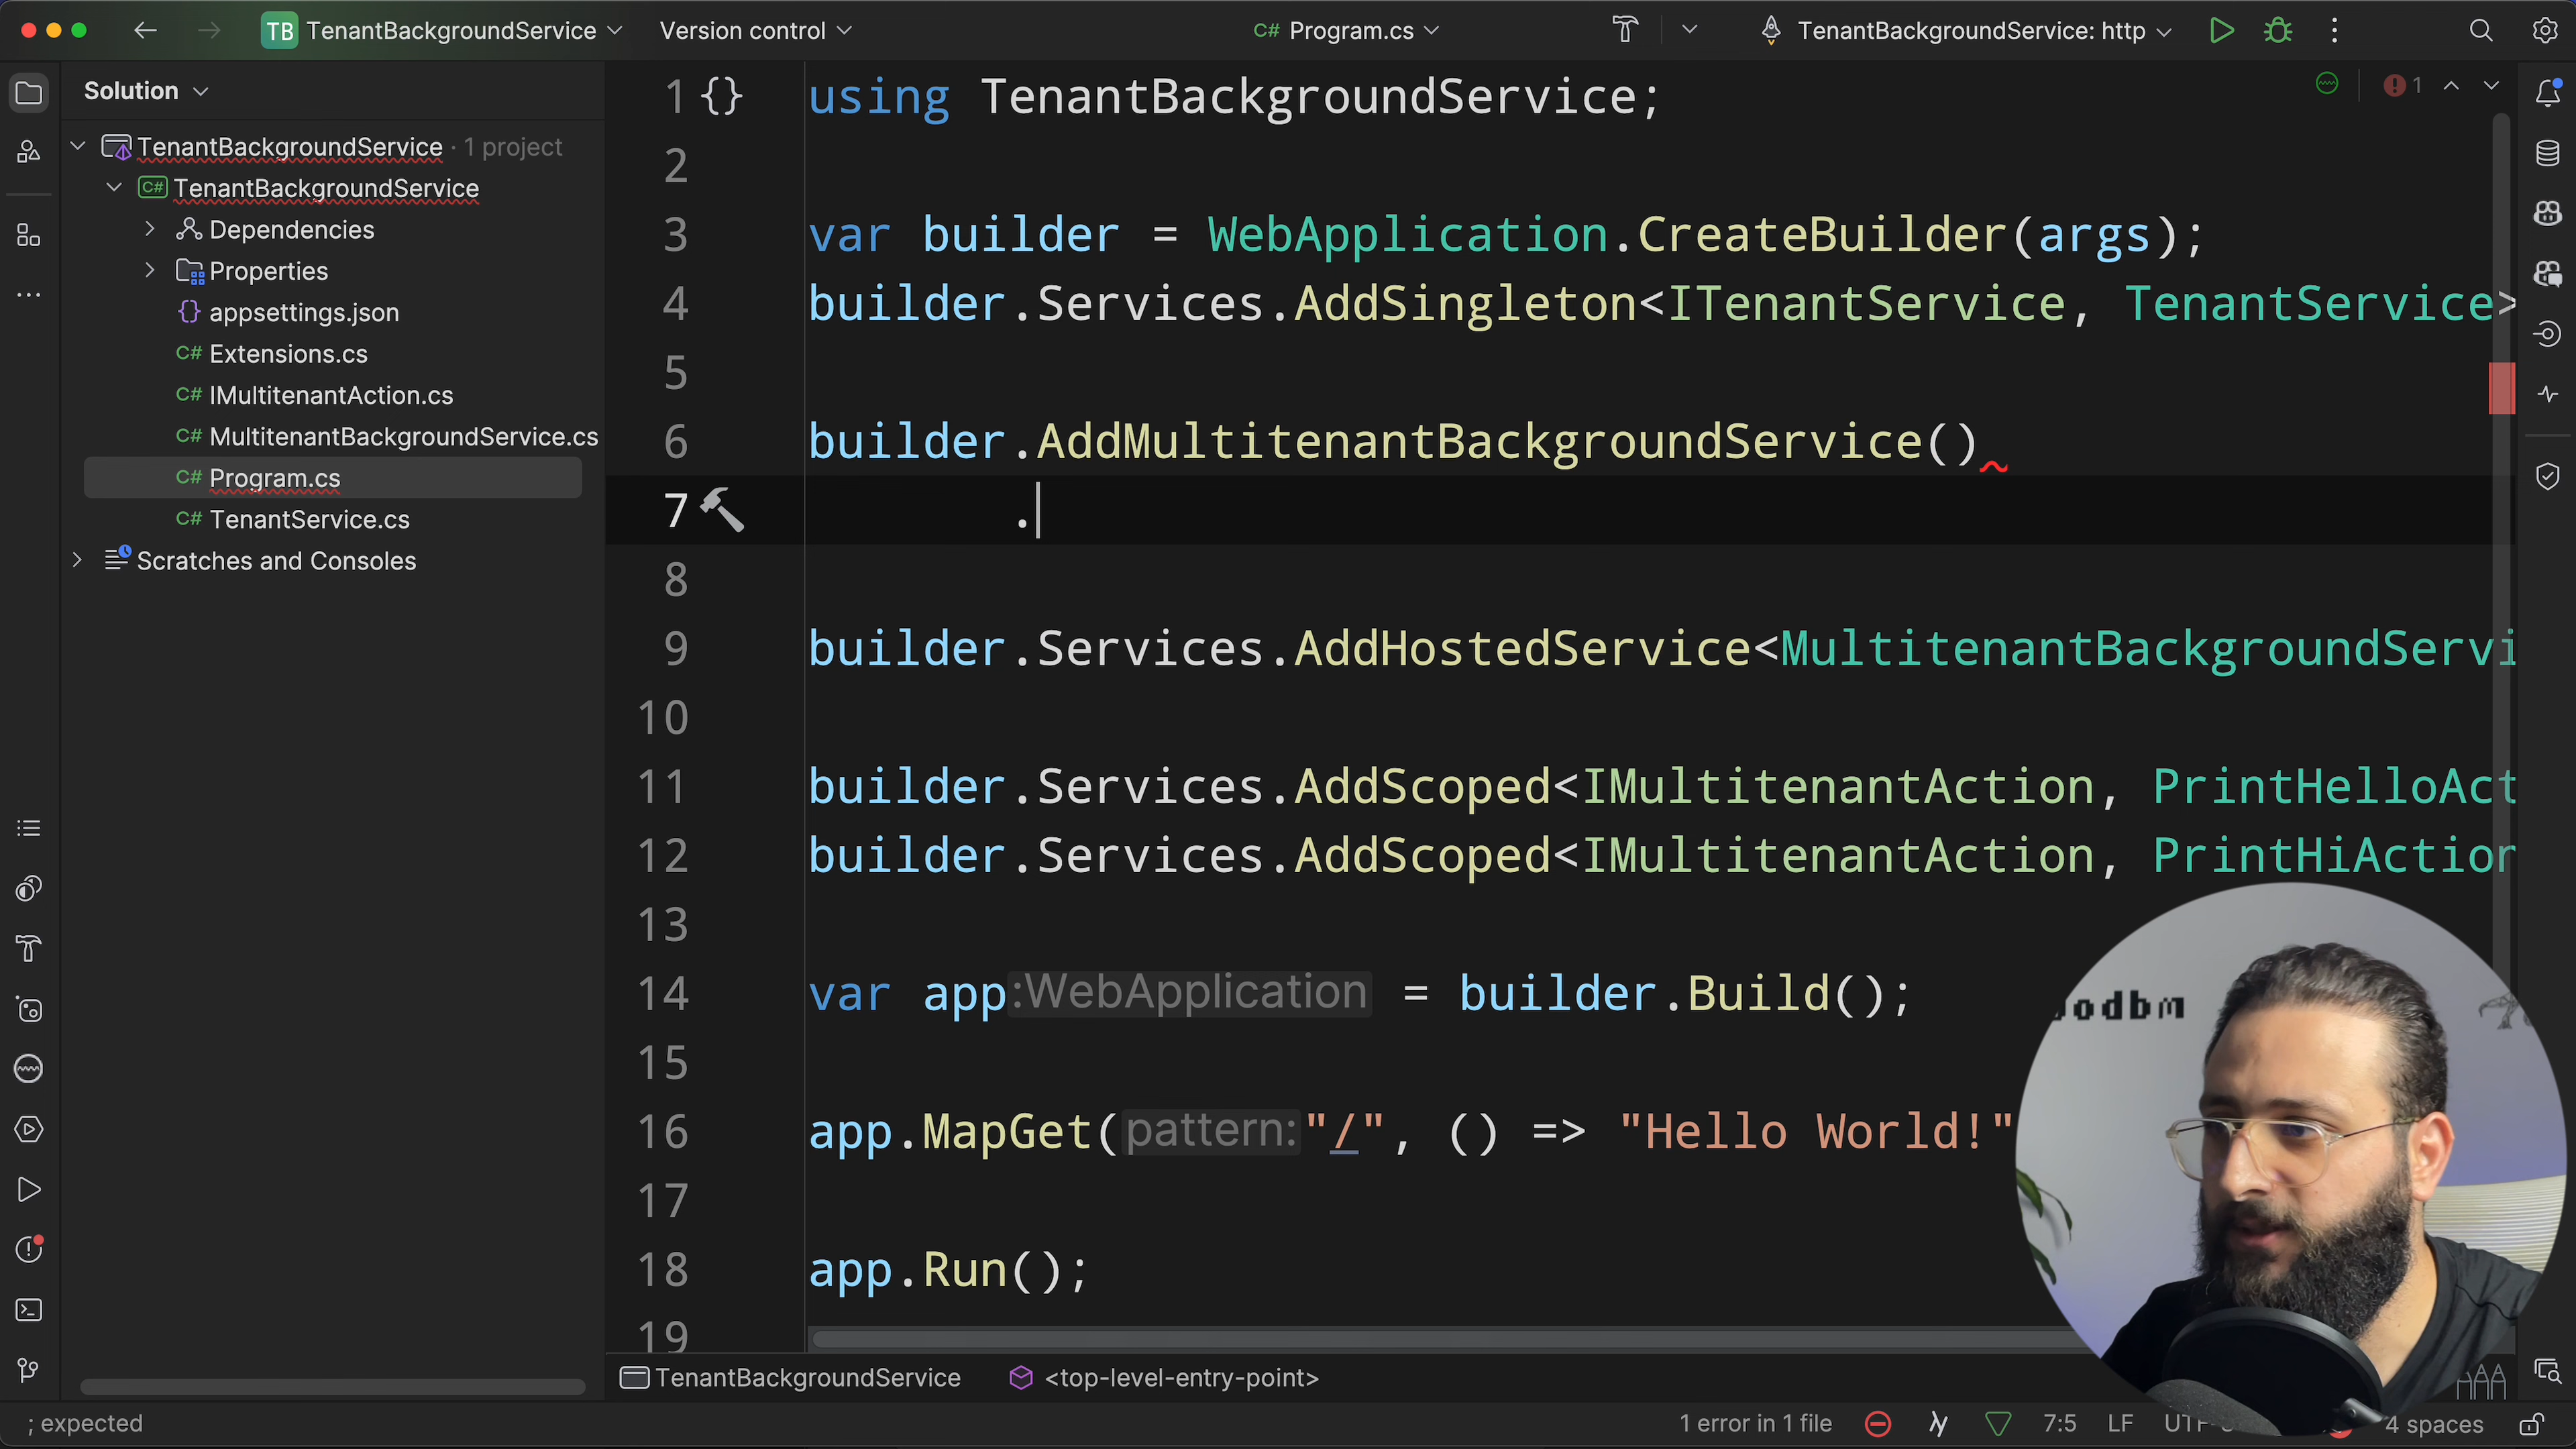 TB TenantBackgroundService
Version control
C# Program.cs
TenantBackgroundService: http
Solution
TenantBackgroundService · 1 project
C# TenantBackgroundService
Dependencies
Properties
{} appsettings.json
C# Extensions.cs
C# IMultitenantAction.cs
C# MultitenantBackgroundService.cs
C# Program.cs
C# TenantService.cs
Scratches and Consoles
1
1 {} using TenantBackgroundService;
2
3 var builder = WebApplication.CreateBuilder(args);
4 builder.Services.AddSingleton<ITenantService, TenantService>
5
6 builder.AddMultitenantBackgroundService()
7 .
8
9 builder.Services.AddHostedService<MultitenantBackgroundServi
10
11 builder.Services.AddScoped<IMultitenantAction, PrintHelloAct
12 builder.Services.AddScoped<IMultitenantAction, PrintHiAction
13
14 var app:WebApplication = builder.Build();
15
16 app.MapGet(pattern:"/", () => "Hello World!"
17
18 app.Run();
19
odbm
TenantBackgroundService
<top-level-entry-point>
; expected
1 error in 1 file
7:5
LF
4 spaces